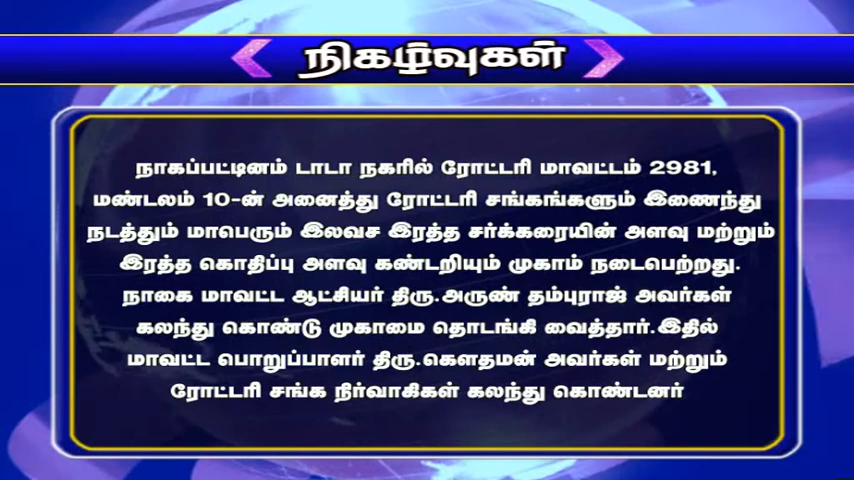 நிகழ்வுகள்
நாகப்பட்டினம் டாடா நகரில் ரோட்டரி மாவட்டம் 2981,
மண்டலம் 10-ன் அனைத்து ரோட்டரி சங்கங்களும் இணைந்து
நடத்தும் மாபெரும் இலவச இரத்த சர்க்கரையின் அளவு மற்றும்
இரத்த கொதிப்பு அளவு கண்டறியும் முகாம் நடைபெற்றது.
நாகை மாவட்ட ஆட்சியர் திரு.அருண் தம்புராஜ் அவர்கள்
கலந்து கொண்டு முகாமை தொடங்கி வைத்தார்.இதில்
மாவட்ட பொறுப்பாளர் திரு.கௌதமன் அவர்கள் மற்றும்
ரோட்டரி சங்க நிர்வாகிகள் கலந்து கொண்டனர்